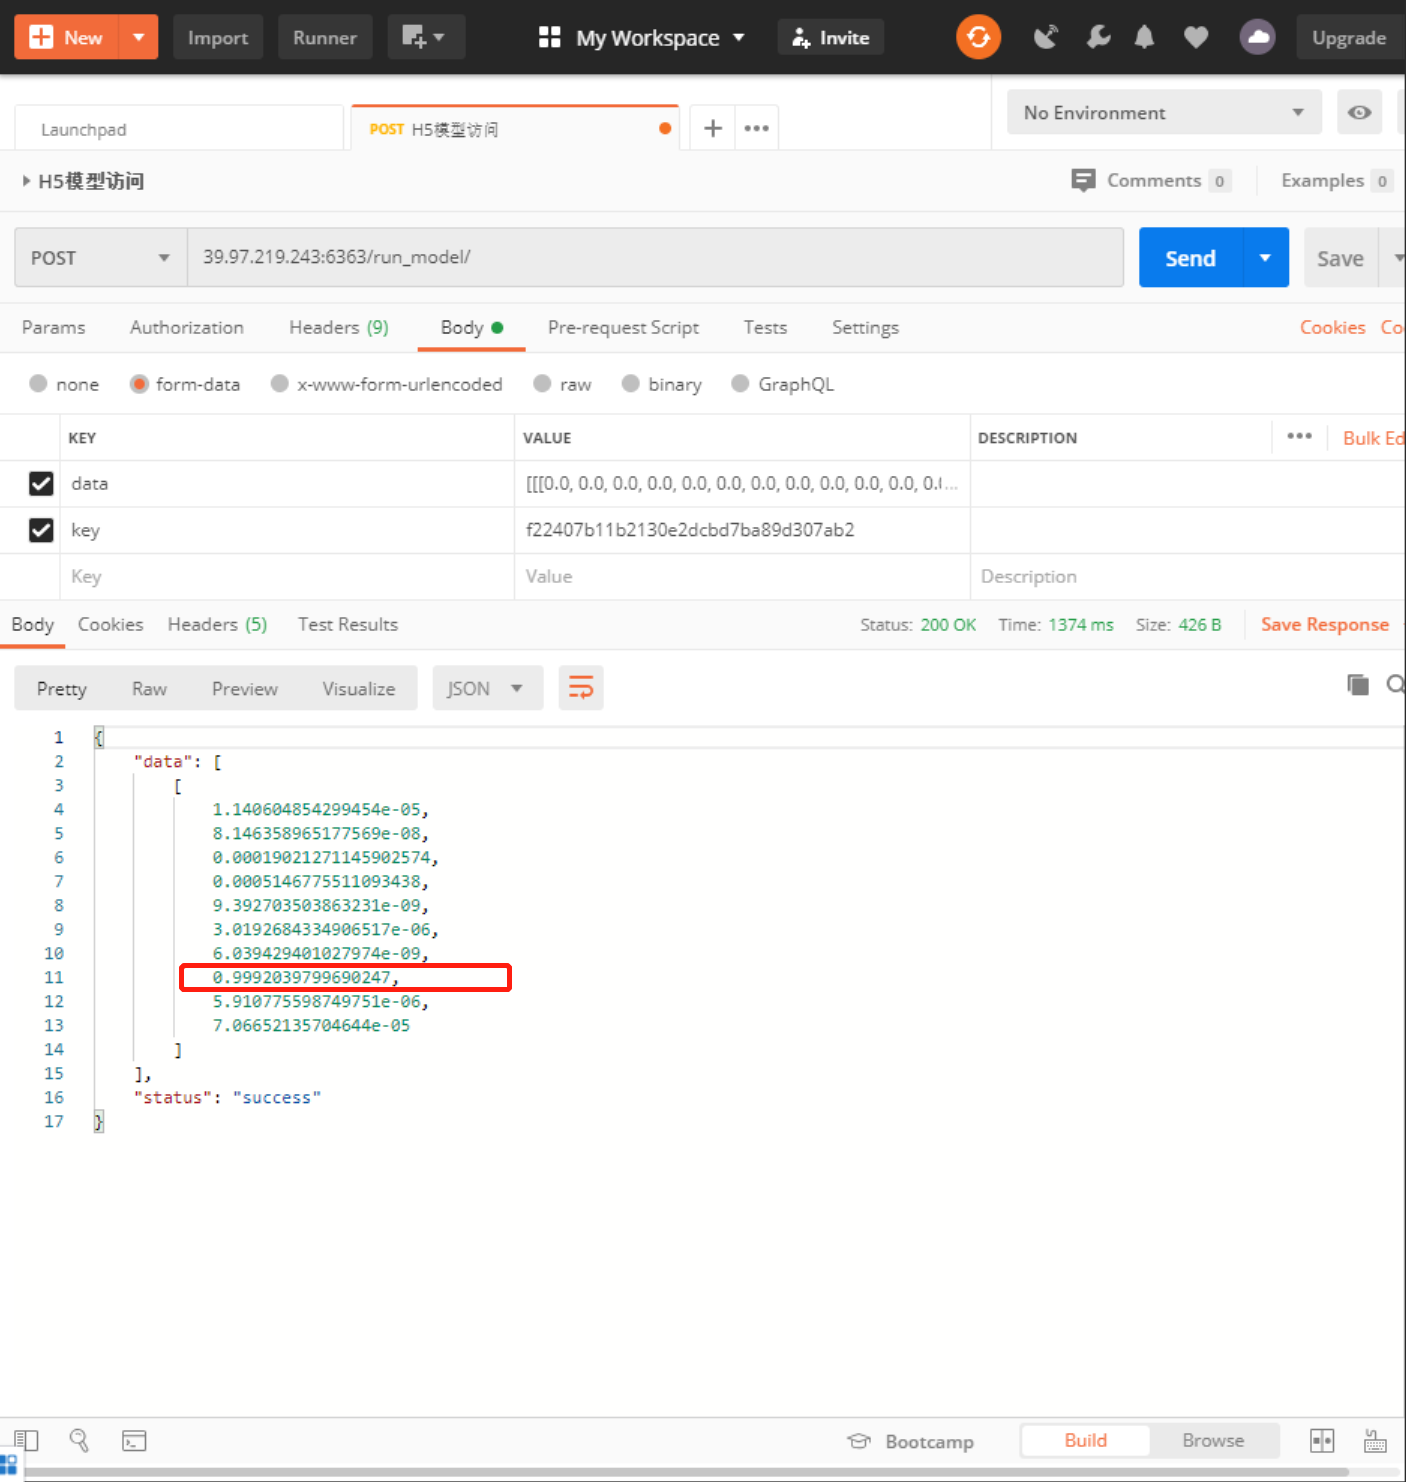 New Import Runner My Workspace Invite Upgrade
Launchpad POST H5模型访问 No Environment
H5模型访问 Comments 0 Examples 0
POST 39.97.219.243:6363/run_model/ Send Save
Params Authorization Headers (9) Body Pre-request Script Tests Settings Cookies Co
none form-data x-www-form-urlencoded raw binary GraphQL
KEY VALUE DESCRIPTION Bulk Ed
data [[[0.0, 0.0, 0.0, 0.0, 0.0, 0.0, 0.0, 0.0, 0.0, 0.0, 0.0, 0.0...
key f22407b11b2130e2dcbd7ba89d307ab2
Key Value Description
Body Cookies Headers (5) Test Results Status: 200 OK Time: 1374 ms Size: 426 B Save Response
Pretty Raw Preview Visualize JSON
1 {
2 "data": [
3 [
4 1.140604854299454e-05,
5 8.146358965177569e-08,
6 0.00019021271145902574,
7 0.0005146775511093438,
8 9.392703503863231e-09,
9 3.0192684334906517e-06,
10 6.039429401027974e-09,
11 0.9992039799690247,
12 5.910775598749751e-06,
13 7.06652135704644e-05
14 ]
15 ],
16 "status": "success"
17 }
Bootcamp Build Browse